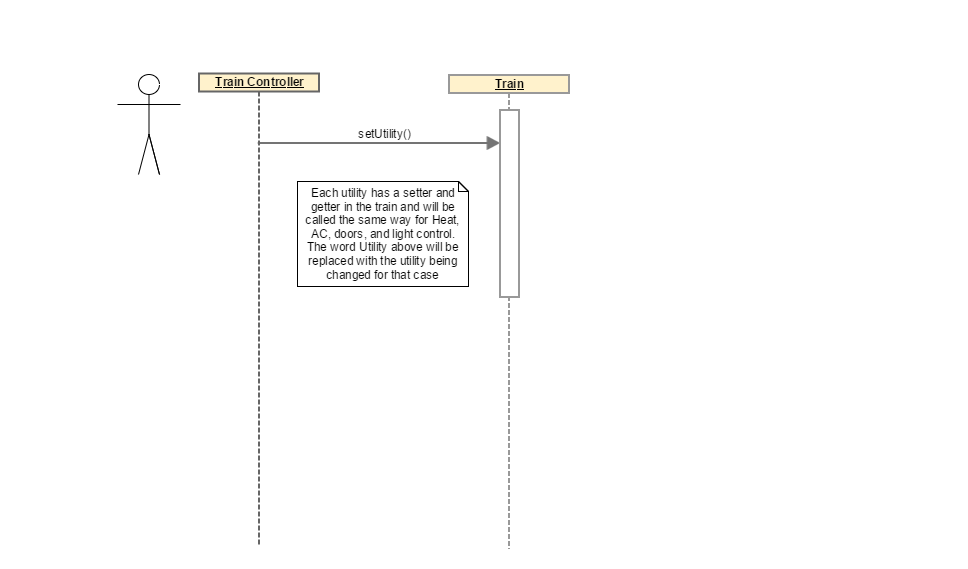 Train Controller
Train
setUtility()
Each utility has a setter and
getter in the train and will be
called the same way for Heat,
AC, doors, and light control.
The word Utility above will be
replaced with the utility being
changed for that case